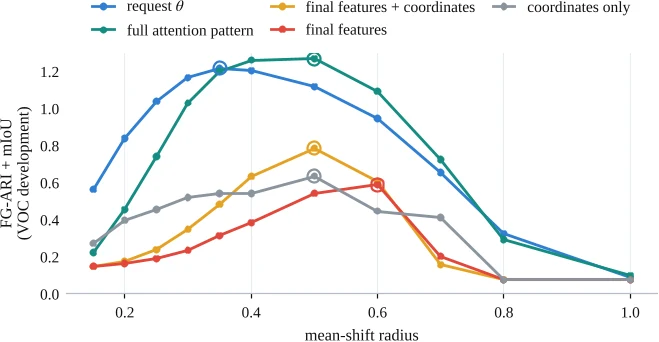 request θ
final features + coordinates
coordinates only
full attention pattern
final features
FG-ARI + mIoU
(VOC development)
1.2
1.0
0.8
0.6
0.4
0.2
0.0
0.2
0.4
0.6
0.8
1.0
mean-shift radius